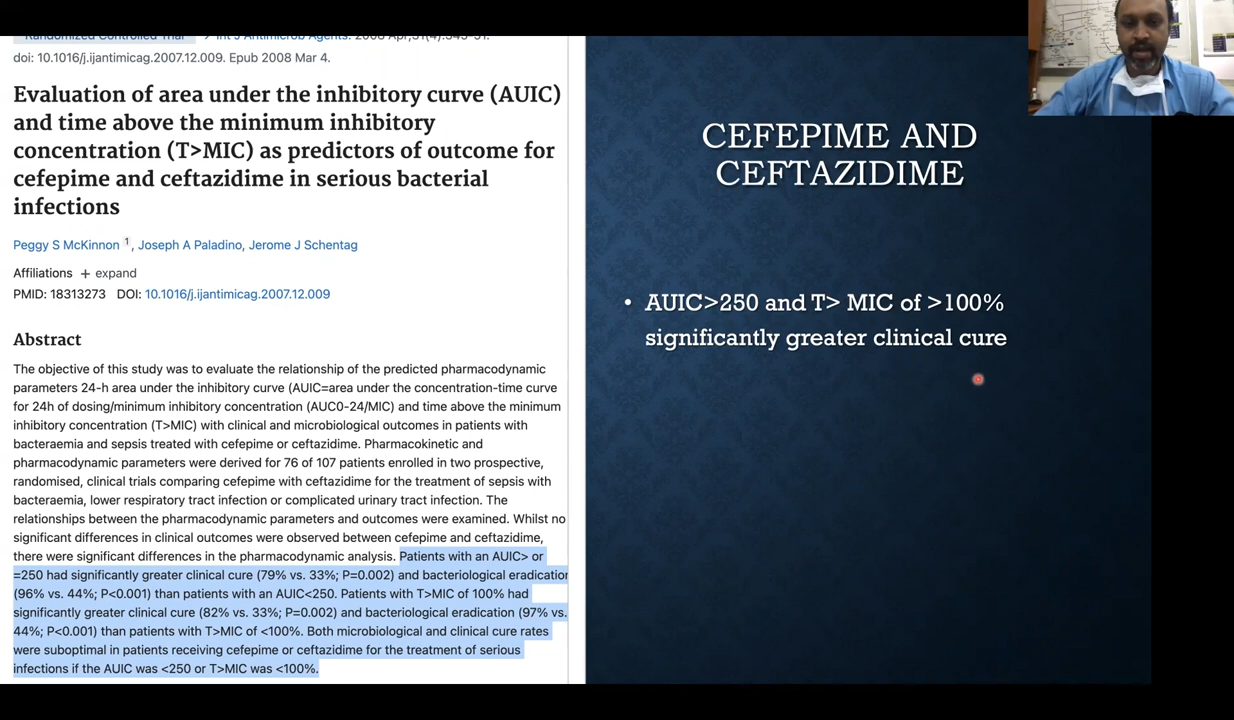 Randomized Controlled Trial > Int J Antimicrob Agents. 2008 Apr;31(4):345-51.
doi: 10.1016/j.ijantimicag.2007.12.009. Epub 2008 Mar 4.
Evaluation of area under the inhibitory curve (AUIC)
and time above the minimum inhibitory
concentration (T>MIC) as predictors of outcome for
cefepime and ceftazidime in serious bacterial
infections
Peggy S McKinnon 1, Joseph A Paladino, Jerome J Schentag
Affiliations + expand
PMID: 18313273 DOI: 10.1016/j.ijantimicag.2007.12.009
Abstract
The objective of this study was to evaluate the relationship of the predicted pharmacodynamic
parameters 24-h area under the inhibitory curve (AUIC=area under the concentration-time curve
for 24h of dosing/minimum inhibitory concentration (AUC0-24/MIC) and time above the minimum
inhibitory concentration (T>MIC) with clinical and microbiological outcomes in patients with
bacteraemia and sepsis treated with cefepime or ceftazidime. Pharmacokinetic and
pharmacodynamic parameters were derived for 76 of 107 patients enrolled in two prospective,
randomised, clinical trials comparing cefepime with ceftazidime for the treatment of sepsis with
bacteraemia, lower respiratory tract infection or complicated urinary tract infection. The
relationships between the pharmacodynamic parameters and outcomes were examined. Whilst no
significant differences in clinical outcomes were observed between cefepime and ceftazidime,
there were significant differences in the pharmacodynamic analysis. Patients with an AUIC> or
=250 had significantly greater clinical cure (79% vs. 33%; P=0.002) and bacteriological eradication
(96% vs. 44%; P<0.001) than patients with an AUIC<250. Patients with T>MIC of 100% had
significantly greater clinical cure (82% vs. 33%; P=0.002) and bacteriological eradication (97% vs.
44%; P<0.001) than patients with T>MIC of <100%. Both microbiological and clinical cure rates
were suboptimal in patients receiving cefepime or ceftazidime for the treatment of serious
infections if the AUIC was <250 or T>MIC was <100%.
CEFEPIME AND
CEFTAZIDIME
• AUIC>250 and T> MIC of >100%
significantly greater clinical cure